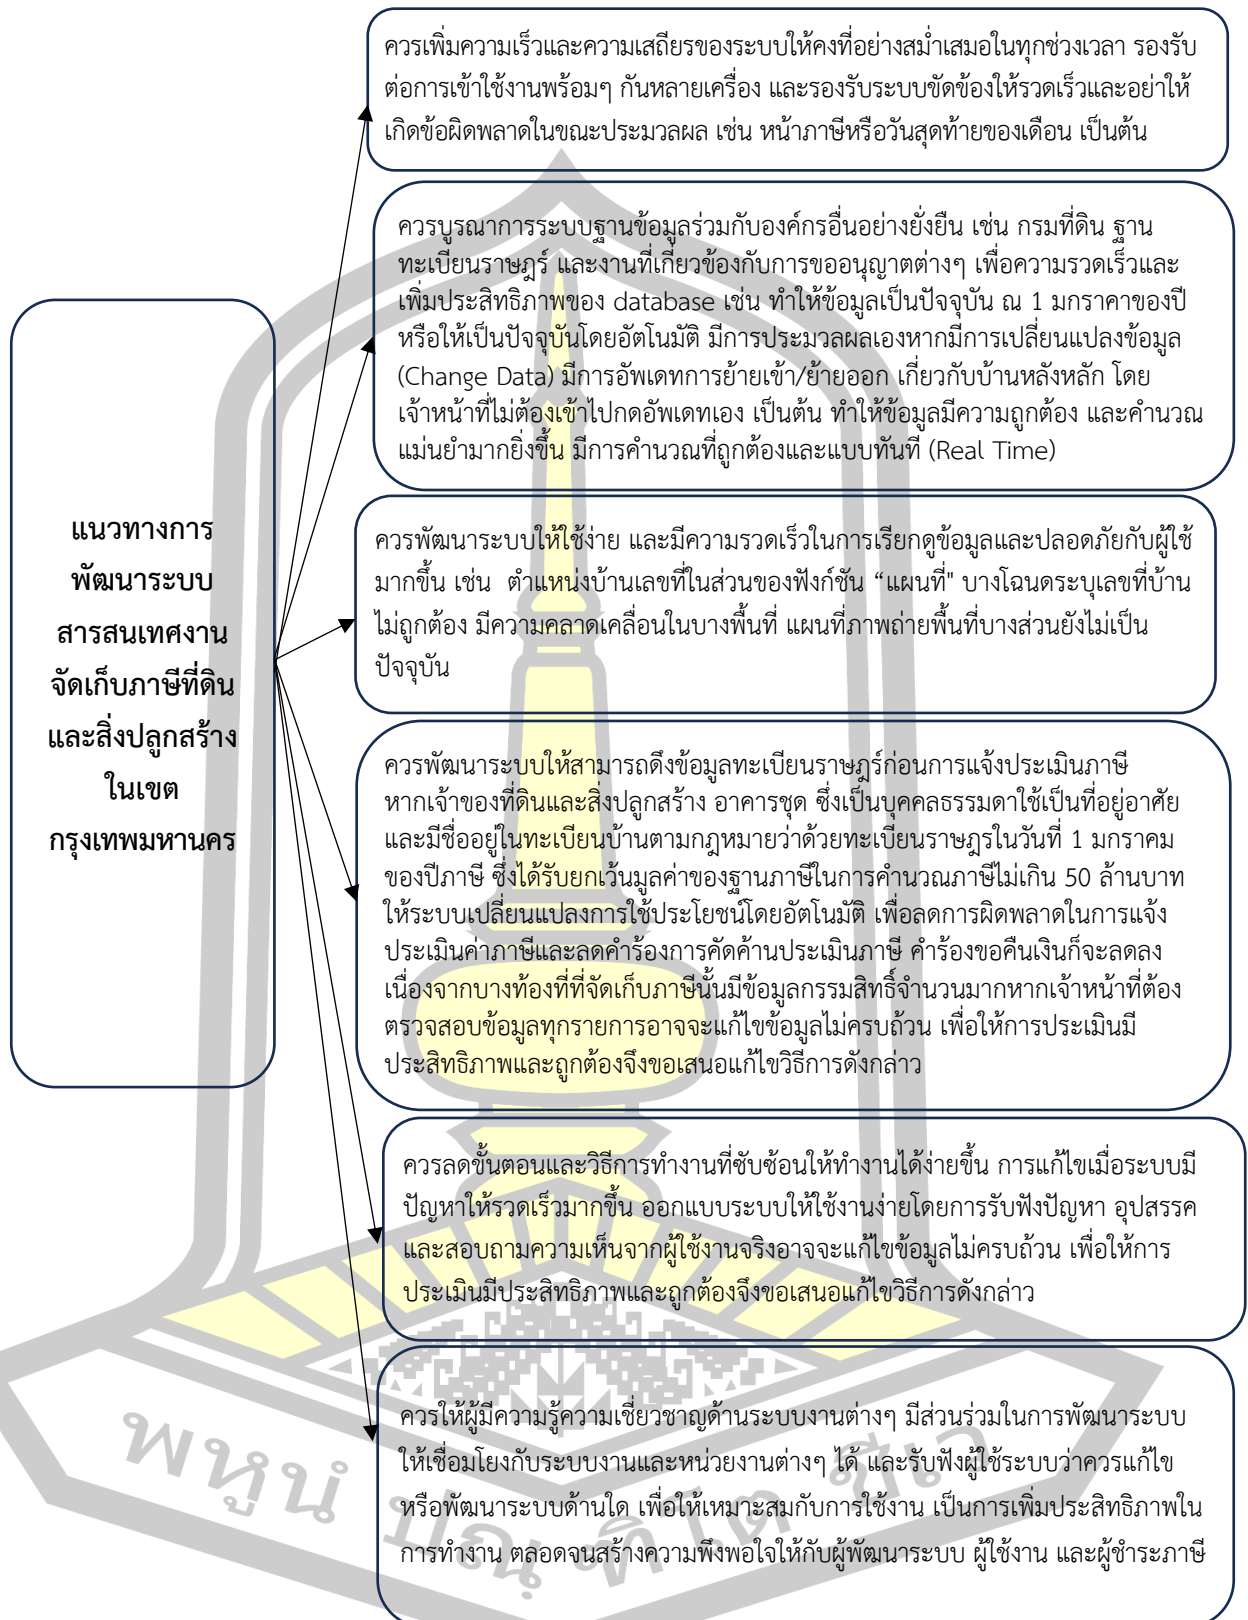 แนวทางการ
พัฒนาระบบ
สารสนเทศงาน
จัดเก็บภาษีที่ดิน
และสิ่งปลูกสร้าง
ในเขต
กรุงเทพมหานคร
ควรเพิ่มความเร็วและความเสถียรของระบบให้คงที่อย่างสม่ำเสมอในทุกช่วงเวลา รองรับ
ต่อการเข้าใช้งานพร้อมๆ กันหลายเครื่อง และรองรับระบบขัดข้องให้รวดเร็วและอย่าให้
เกิดข้อผิดพลาดในขณะประมวลผล เช่น หน้าภาษีหรือวันสุดท้ายของเดือน เป็นต้น
ควรบูรณาการระบบฐานข้อมูลร่วมกับองค์กรอื่นอย่างยั่งยืน เช่น กรมที่ดิน ฐาน
ทะเบียนราษฎร์ และงานที่เกี่ยวข้องกับการขออนุญาตต่างๆ เพื่อความรวดเร็วและ
เพิ่มประสิทธิภาพของ database เช่น ทำให้ข้อมูลเป็นปัจจุบัน ณ 1 มกราคาของปี
หรือให้เป็นปัจจุบันโดยอัตโนมัติ มีการประมวลผลเองหากมีการเปลี่ยนแปลงข้อมูล
(Change Data) มีการอัพเดทการย้ายเข้า/ย้ายออก เกี่ยวกับบ้านหลังหลัก โดย
เจ้าหน้าที่ไม่ต้องเข้าไปกดอัพเดทเอง เป็นต้น ทำให้ข้อมูลมีความถูกต้อง และคำนวณ
แม่นยำมากยิ่งขึ้น มีการคำนวณที่ถูกต้องและแบบทันที (Real Time)
ควรพัฒนาระบบให้ใช้ง่าย และมีความรวดเร็วในการเรียกดูข้อมูลและปลอดภัยกับผู้ใช้
มากขึ้น เช่น ตำแหน่งบ้านเลขที่ในส่วนของฟังก์ชัน “แผนที่" บางโฉนดระบุเลขที่บ้าน
ไม่ถูกต้อง มีความคลาดเคลื่อนในบางพื้นที่ แผนที่ภาพถ่ายพื้นที่บางส่วนยังไม่เป็น
ปัจจุบัน
ควรพัฒนาระบบให้สามารถดึงข้อมูลทะเบียนราษฎร์ก่อนการแจ้งประเมินภาษี
หากเจ้าของที่ดินและสิ่งปลูกสร้าง อาคารชุด ซึ่งเป็นบุคคลธรรมดาใช้เป็นที่อยู่อาศัย
และมีชื่ออยู่ในทะเบียนบ้านตามกฎหมายว่าด้วยทะเบียนราษฎรในวันที่ 1 มกราคม
ของปีภาษี ซึ่งได้รับยกเว้นมูลค่าของฐานภาษีในการคำนวณภาษีไม่เกิน 50 ล้านบาท
ให้ระบบเปลี่ยนแปลงการใช้ประโยชน์โดยอัตโนมัติ เพื่อลดการผิดพลาดในการแจ้ง
ประเมินค่าภาษีและลดคำร้องการคัดค้านประเมินภาษี คำร้องขอคืนเงินก็จะลดลง
เนื่องจากบางท้องที่ที่จัดเก็บภาษีนั้นมีข้อมูลกรรมสิทธิ์จำนวนมากหากเจ้าหน้าที่ต้อง
ตรวจสอบข้อมูลทุกรายการอาจจะแก้ไขข้อมูลไม่ครบถ้วน เพื่อให้การประเมินมี
ประสิทธิภาพและถูกต้องจึงขอเสนอแก้ไขวิธีการดังกล่าว
ควรลดขั้นตอนและวิธีการทำงานที่ซับซ้อนให้ทำงานได้ง่ายขึ้น การแก้ไขเมื่อระบบมี
ปัญหาให้รวดเร็วมากขึ้น ออกแบบระบบให้ใช้งานง่ายโดยการรับฟังปัญหา อุปสรรค
และสอบถามความเห็นจากผู้ใช้งานจริงอาจจะแก้ไขข้อมูลไม่ครบถ้วน เพื่อให้การ
ประเมินมีประสิทธิภาพและถูกต้องจึงขอเสนอแก้ไขวิธีการดังกล่าว
ควรให้ผู้มีความรู้ความเชี่ยวชาญด้านระบบงานต่างๆ มีส่วนร่วมในการพัฒนาระบบ
ให้เชื่อมโยงกับระบบงานและหน่วยงานต่างๆ ได้ และรับฟังผู้ใช้ระบบว่าควรแก้ไข
หรือพัฒนาระบบด้านใด เพื่อให้เหมาะสมกับการใช้งาน เป็นการเพิ่มประสิทธิภาพใน
การทำงาน ตลอดจนสร้างความพึงพอใจให้กับผู้พัฒนาระบบ ผู้ใช้งาน และผู้ชำระภาษี
พหูนํ ปณฺฑิโต ชีเว